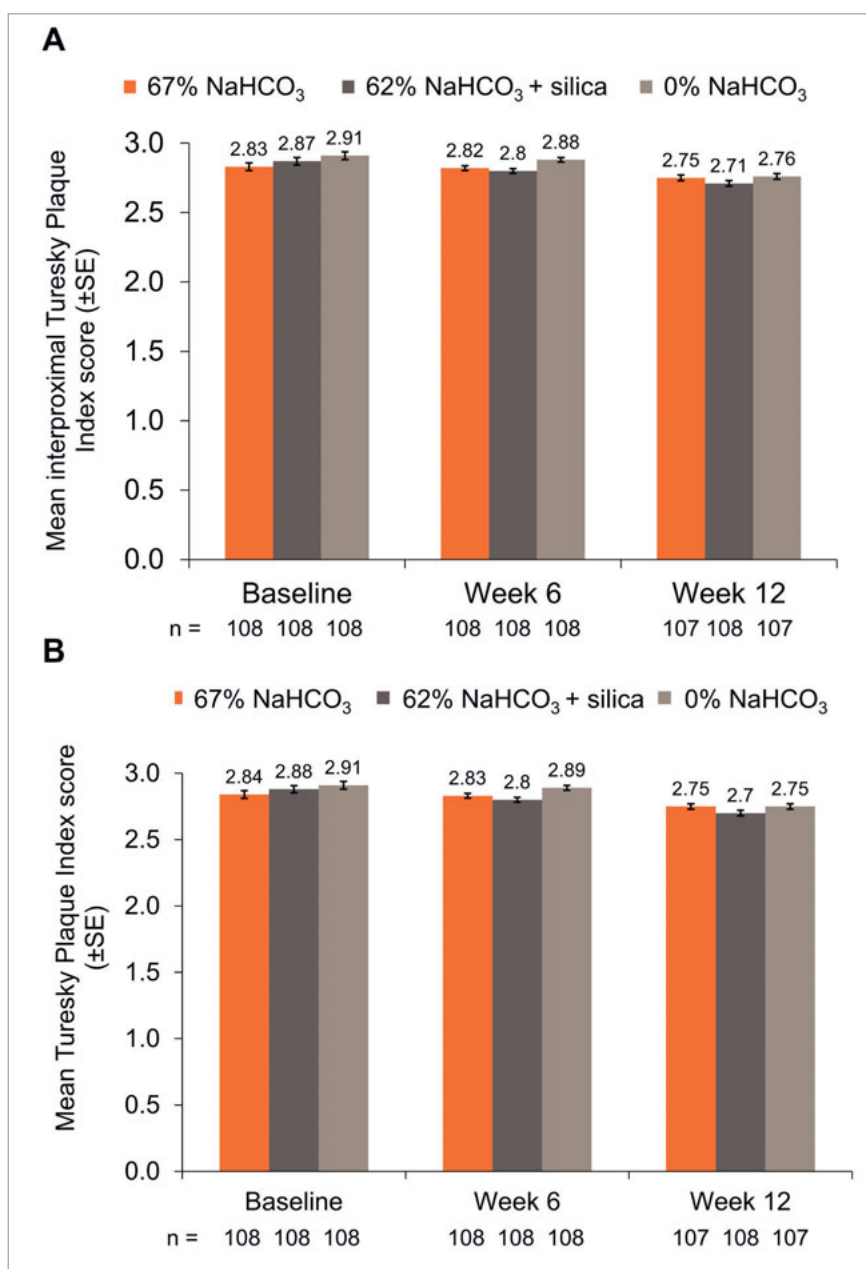 A
67% NaHCO₃ 62% NaHCO₃ + silica 0% NaHCO₃
Mean interproximal Turesky Plaque
Index score (±SE)
3.0
2.5
2.0
1.5
1.0
0.5
0.0
2.83 2.87 2.91
2.82 2.8 2.88
2.75 2.71 2.76
Baseline Week 6 Week 12
n = 108 108 108 108 108 108 107 108 107
B
67% NaHCO₃ 62% NaHCO₃ + silica 0% NaHCO₃
Mean Turesky Plaque Index score
(±SE)
3.0
2.5
2.0
1.5
1.0
0.5
0.0
2.84 2.88 2.91
2.83 2.8 2.89
2.75 2.7 2.75
Baseline Week 6 Week 12
n = 108 108 108 108 108 108 107 108 107